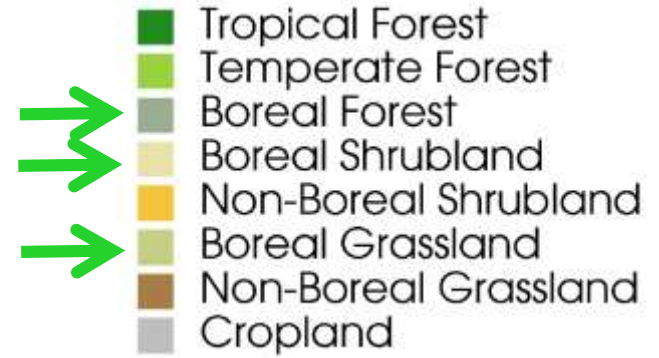 Tropical Forest
Temperate Forest
Boreal Forest
Boreal Shrubland
Non-Boreal Shrubland
Boreal Grassland
Non-Boreal Grassland
Cropland